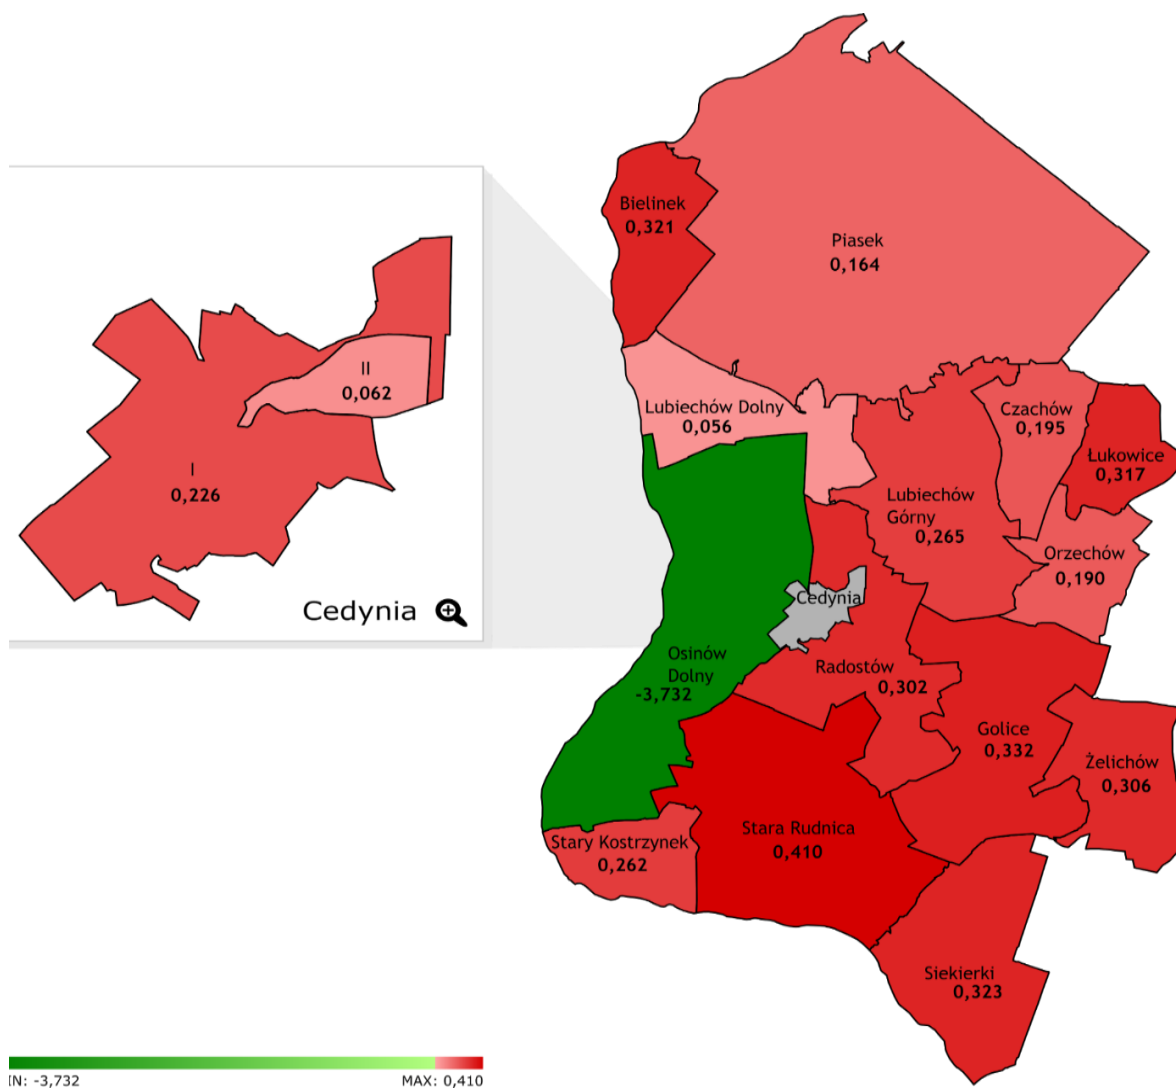 Bielinek
0,321
Piasek
0,164
II
0,062
I
0,226
Cedynia
Lubiechów Dolny
0,056
Czachów
0,195
Łukowice
0,317
Lubiechów
Górny
0,265
Orzechów
0,190
Cedynia
Osinów
Dolny
-3,732
Radostów
0,302
Golice
0,332
Żelichów
0,306
Stary Kostrzynek
0,262
Stara Rudnica
0,410
Siekierki
0,323
IN: -3,732
MAX: 0,410